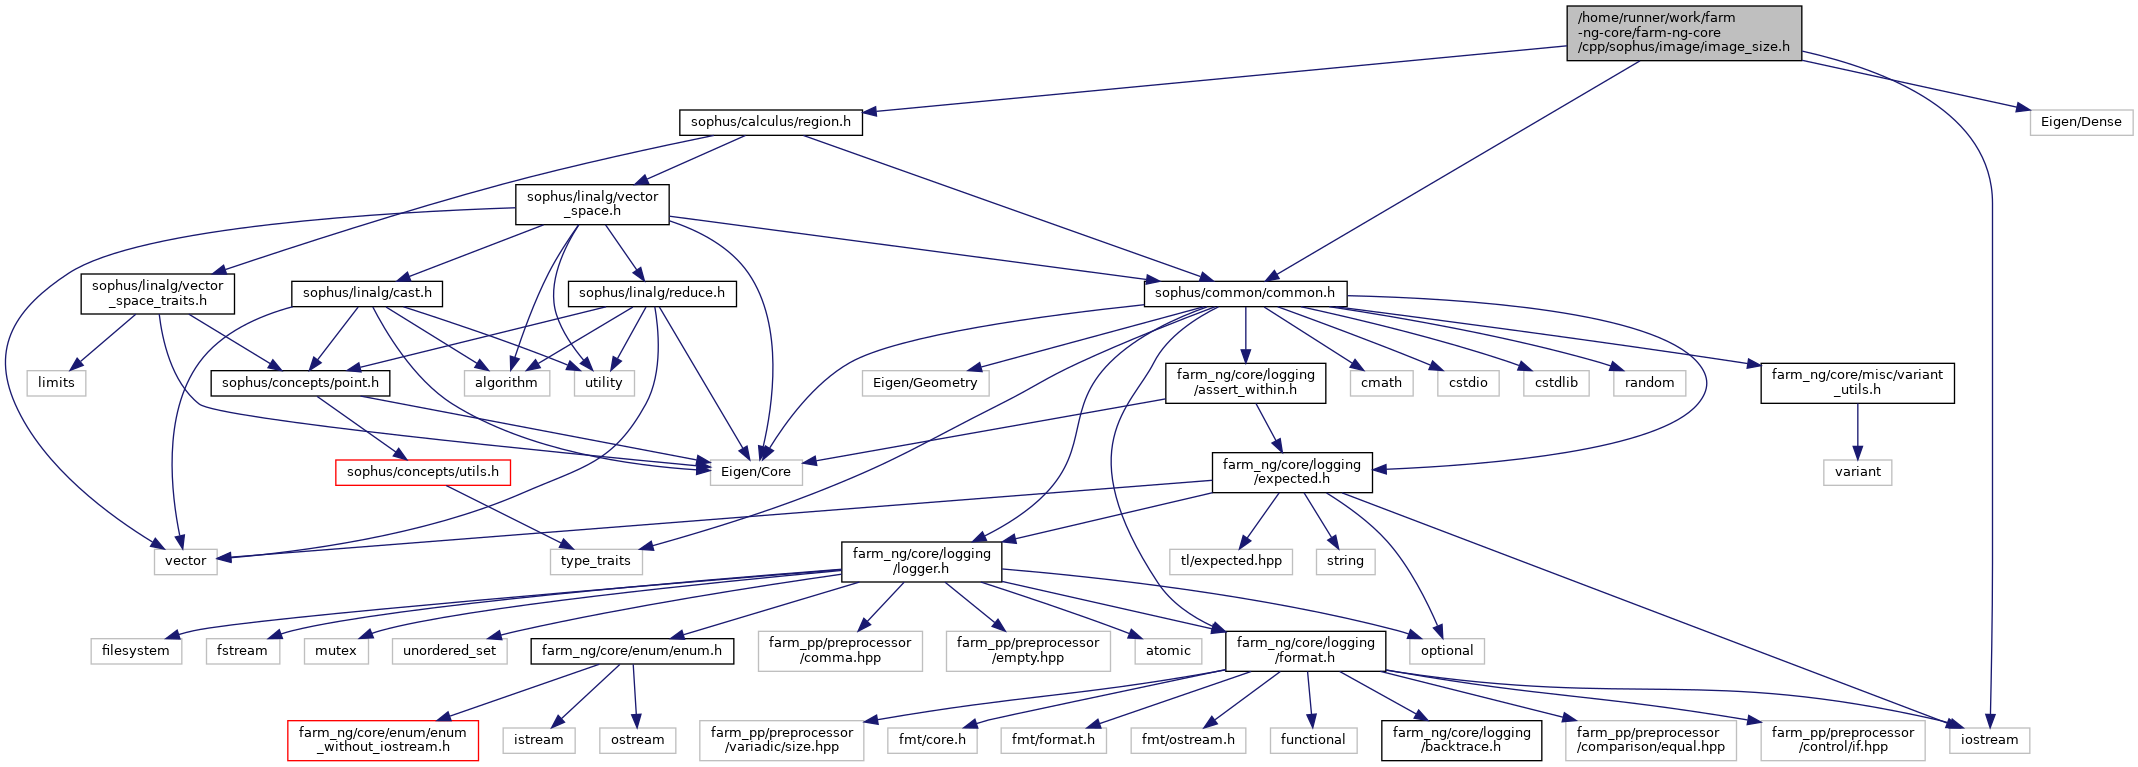 /home/runner/work/farm
-ng-core/farm-ng-core
/cpp/sophus/image/image_size.h
sophus/calculus/region.h
Eigen/Dense
sophus/linalg/vector
_space.h
sophus/linalg/vector
_space_traits.h
sophus/linalg/cast.h
sophus/linalg/reduce.h
sophus/common/common.h
limits
sophus/concepts/point.h
algorithm
utility
Eigen/Geometry
farm_ng/core/logging
/assert_within.h
cmath
cstdio
cstdlib
random
farm_ng/core/misc/variant
_utils.h
sophus/concepts/utils.h
Eigen/Core
farm_ng/core/logging
/expected.h
variant
vector
type_traits
farm_ng/core/logging
/logger.h
tl/expected.hpp
string
filesystem
fstream
mutex
unordered_set
farm_ng/core/enum/enum.h
farm_pp/preprocessor
/comma.hpp
farm_pp/preprocessor
/empty.hpp
atomic
farm_ng/core/logging
/format.h
optional
farm_ng/core/enum/enum
_without_iostream.h
istream
ostream
farm_pp/preprocessor
/variadic/size.hpp
fmt/core.h
fmt/format.h
fmt/ostream.h
functional
farm_ng/core/logging
/backtrace.h
farm_pp/preprocessor
/comparison/equal.hpp
farm_pp/preprocessor
/control/if.hpp
iostream